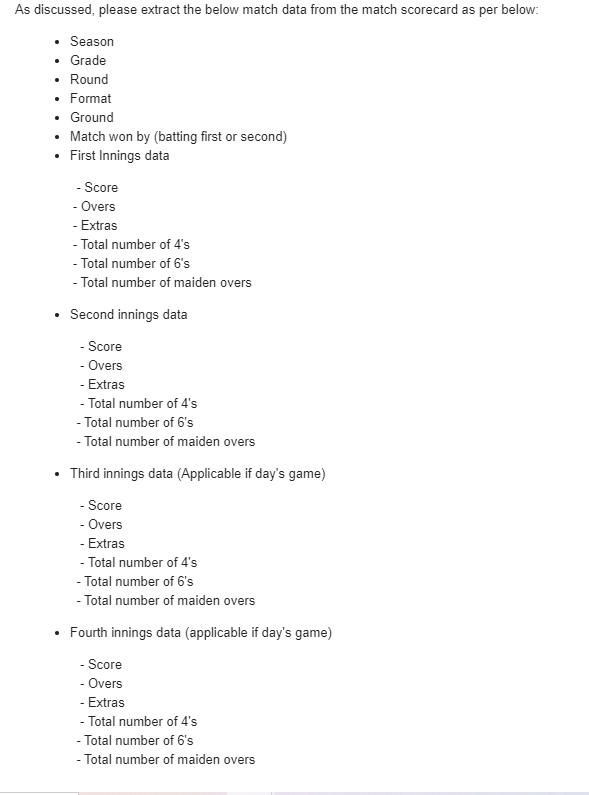 As discussed, please extract the below match data from the match scorecard as per below:
• Season
• Grade
• Round
• Format
• Ground
• Match won by (batting first or second)
• First Innings data
- Score
- Overs
- Extras
- Total number of 4's
- Total number of 6's
- Total number of maiden overs
• Second innings data
- Score
- Overs
- Extras
- Total number of 4's
- Total number of 6's
- Total number of maiden overs
• Third innings data (Applicable if day's game)
- Score
- Overs
- Extras
- Total number of 4's
- Total number of 6's
- Total number of maiden overs
• Fourth innings data (applicable if day's game)
- Score
- Overs
- Extras
- Total number of 4's
- Total number of 6's
- Total number of maiden overs